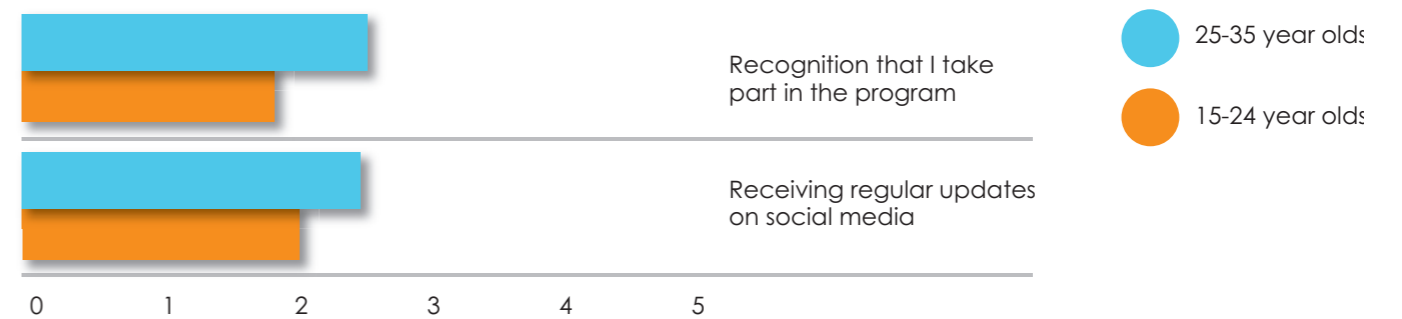 Recognition that I take
part in the program
Receiving regular updates
on social media
0 1 2 3 4 5
25-35 year olds
15-24 year olds